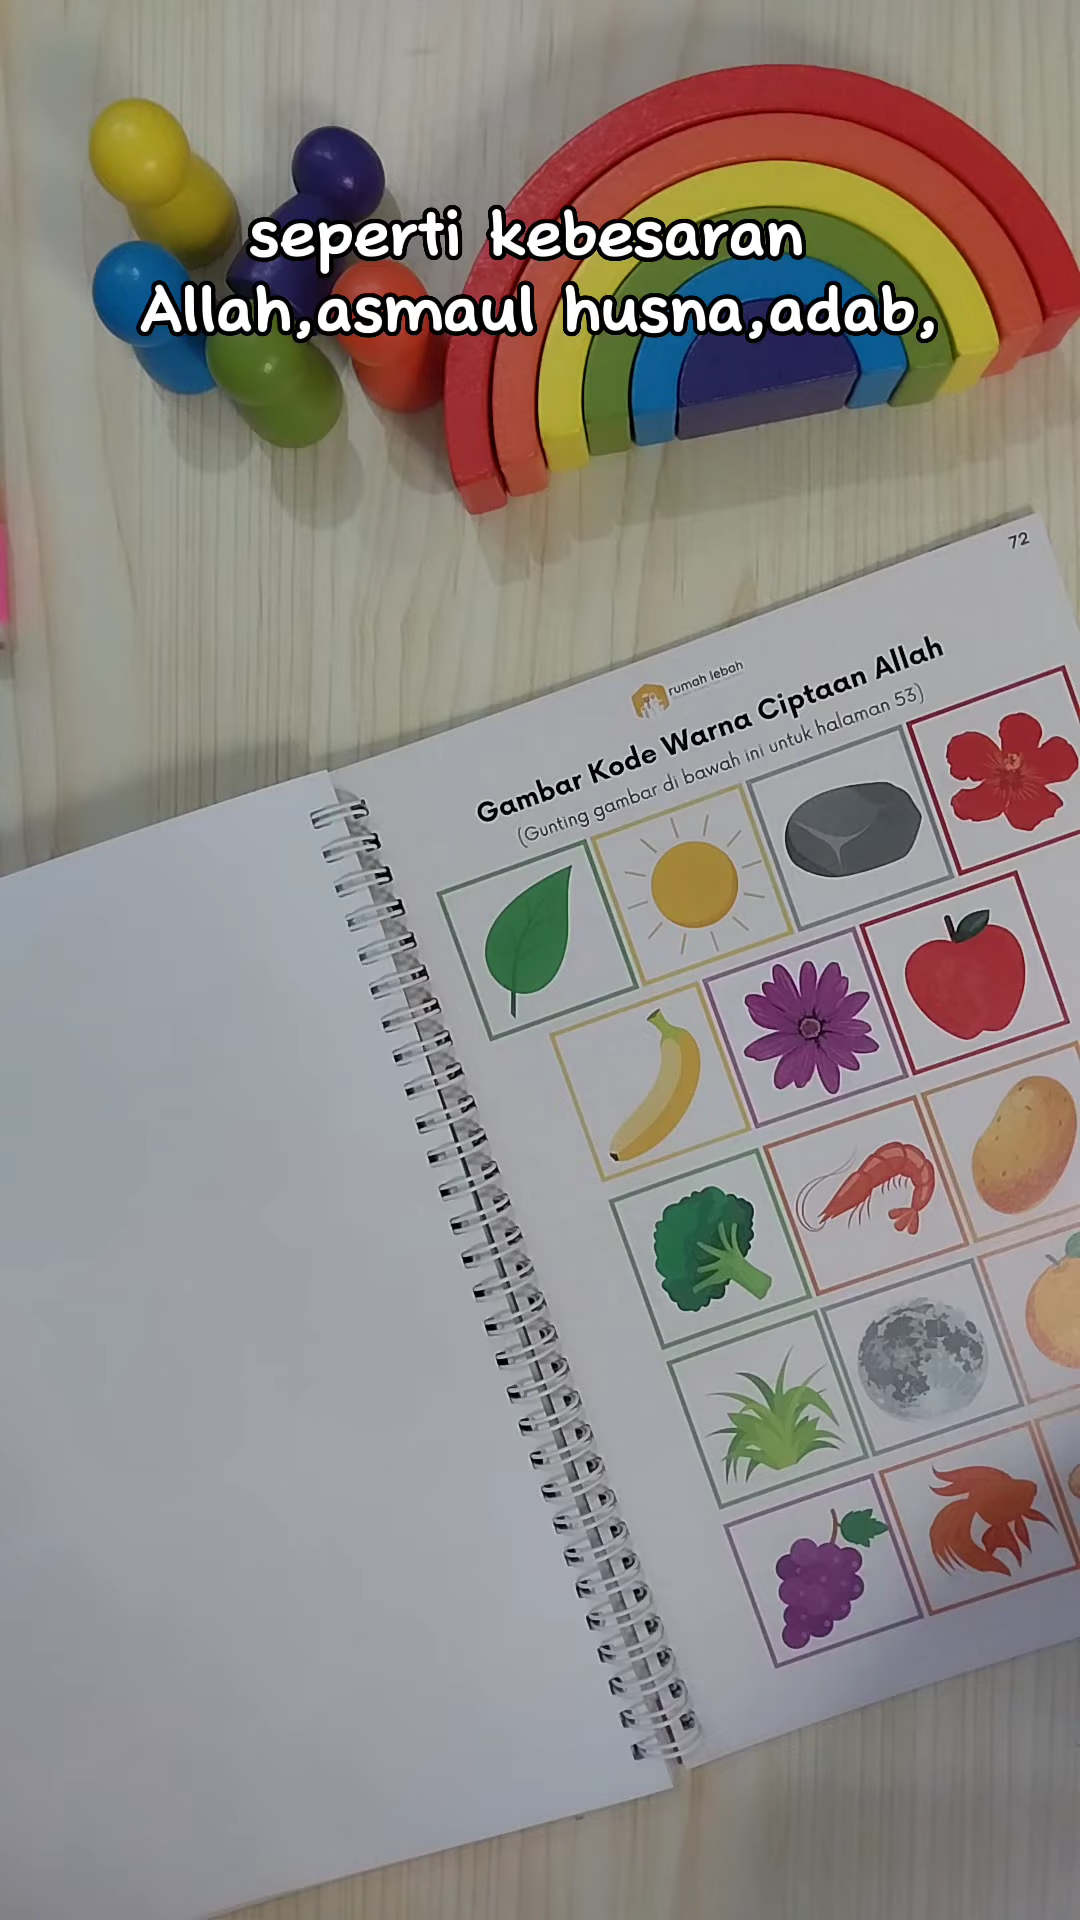 seperti kebesaran
Allah,asmaul husna,adab,
72
rumah lebah
Gambar Kode Warna Ciptaan Allah
(Gunting gambar di bawah ini untuk halaman 53)